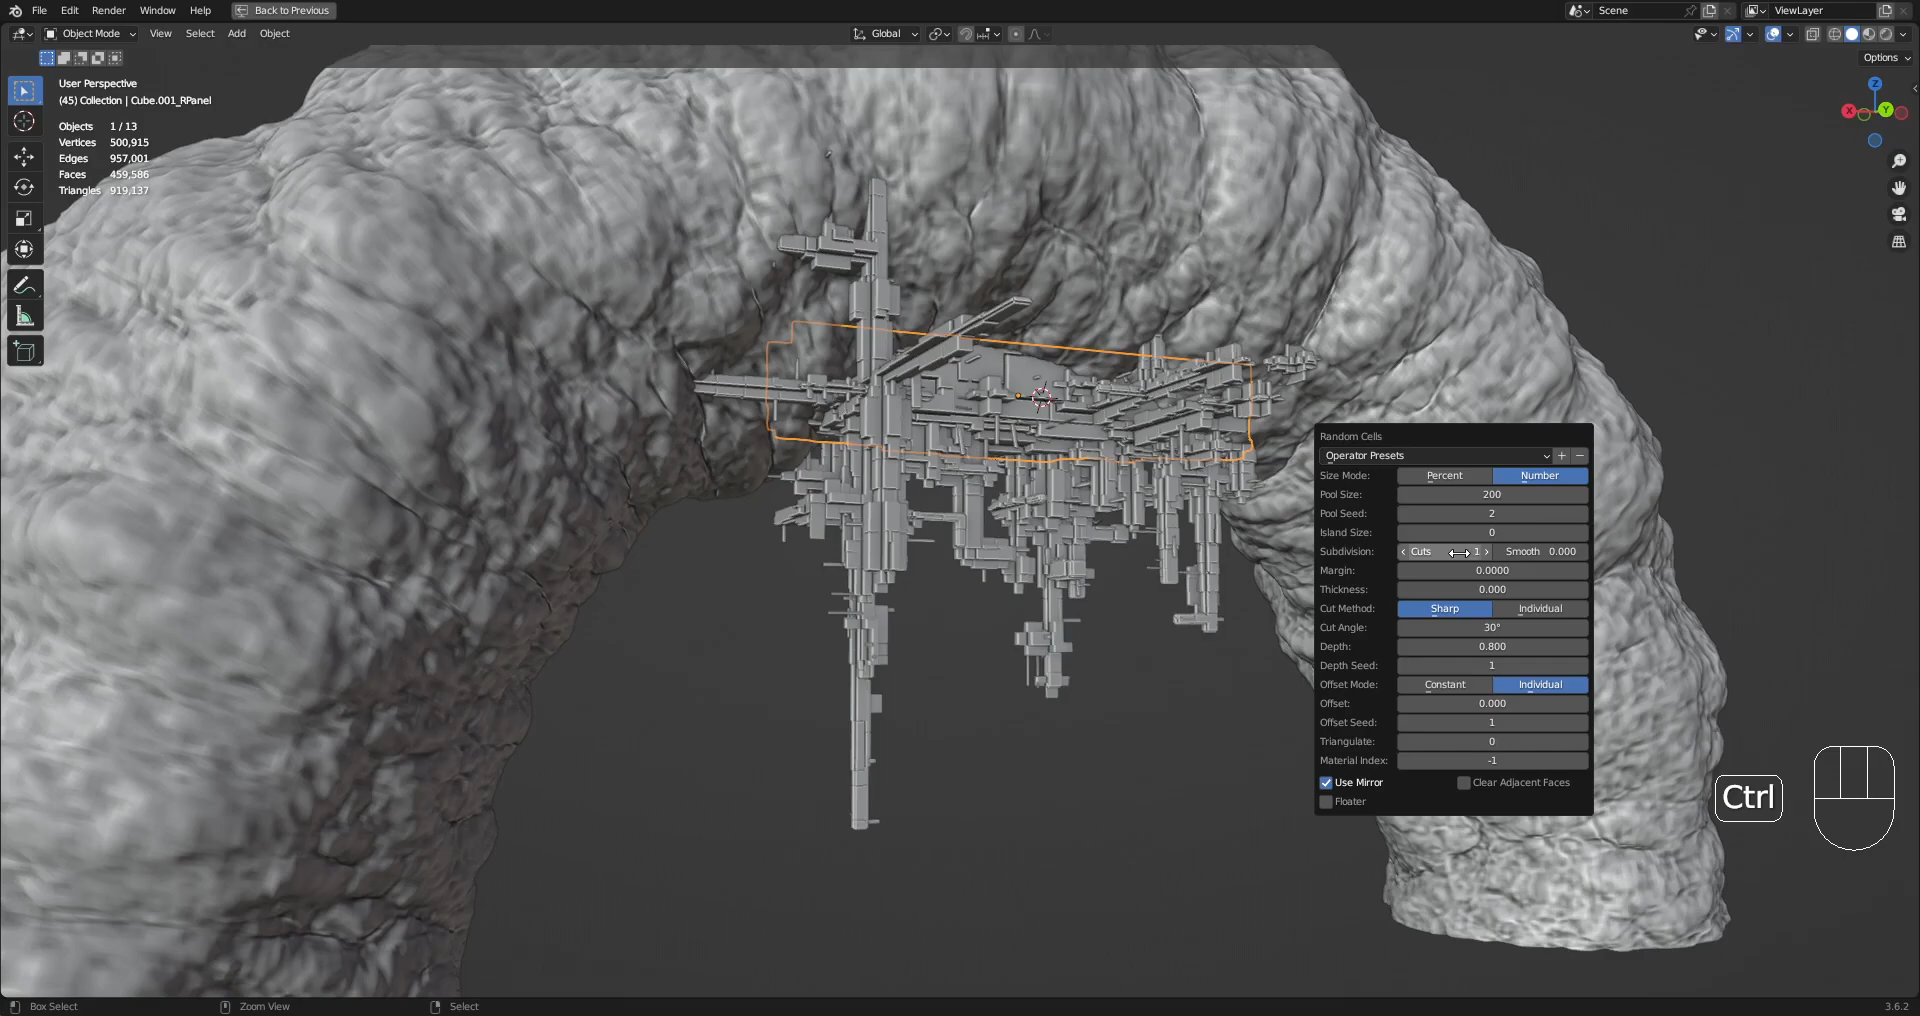 File Edit Render Window Help Back to Previous Scene ViewLayer
Object Mode View Select Add Object Global
Options
User Perspective
(45) Collection | Cube.001_RPanel
Objects 1 / 13
Vertices 500,915
Edges 957,001
Faces 459,586
Triangles 919,137
Z
X Y
Random Cells
Operator Presets
Size Mode: Percent Number
Pool Size: 200
Pool Seed: 2
Island Size: 0
Subdivision: Cuts 1 Smooth 0.000
Margin: 0.0000
Thickness: 0.000
Cut Method: Sharp Individual
Cut Angle: 30°
Depth: 0.800
Depth Seed: 1
Offset Mode: Constant Individual
Offset: 0.000
Offset Seed: 1
Triangulate: 0
Material Index: -1
Use Mirror Clear Adjacent Faces
Floater
Ctrl
Box Select Zoom View Select 3.6.2